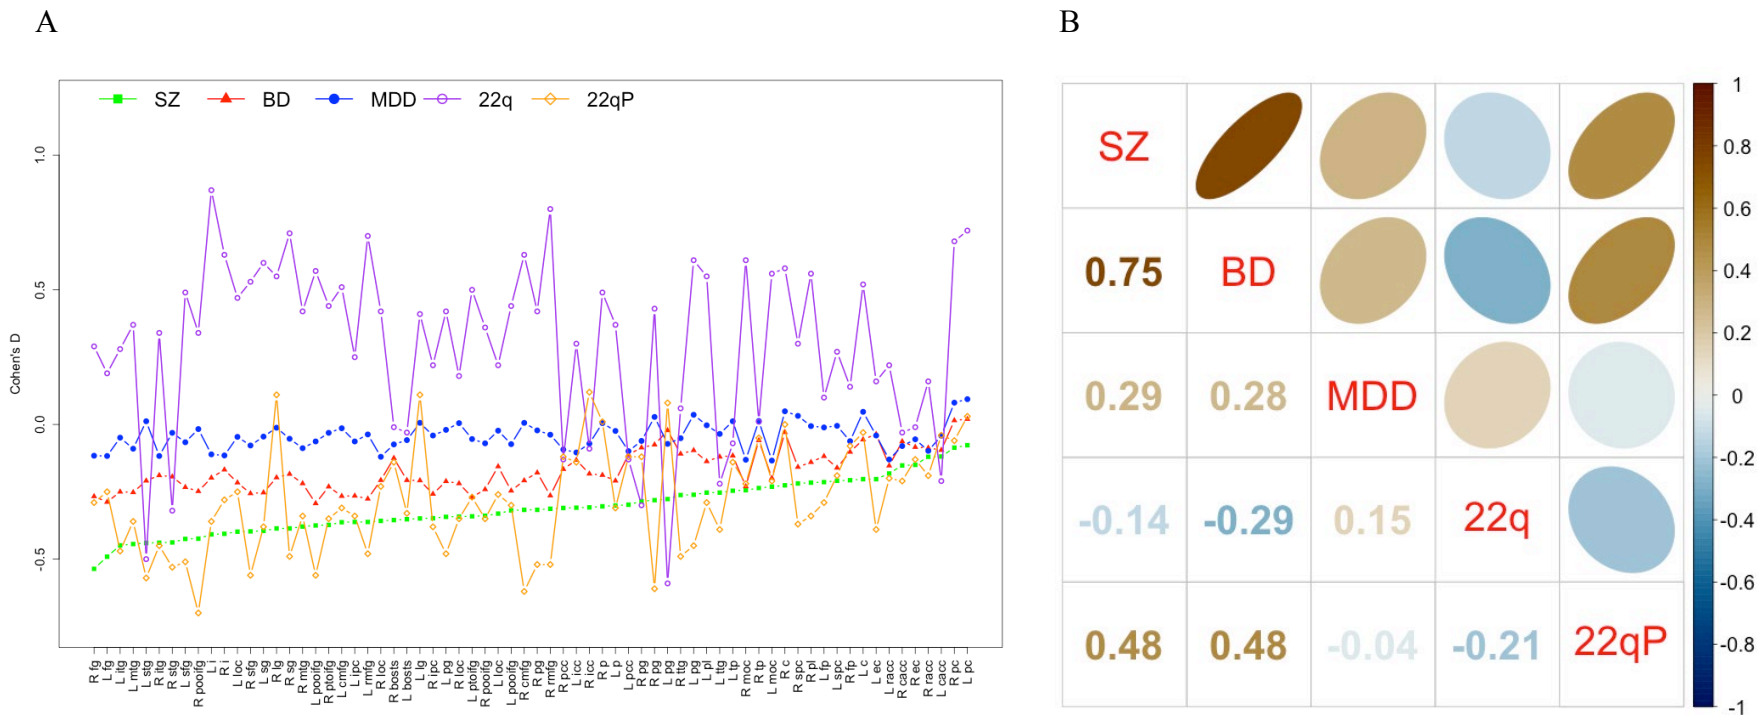 A
B
SZ BD MDD 22q 22qP
Cohen's D
1.0
0.5
0.0
-0.5
R fg
L fg
L itg
L mtg
L stg
R itg
R stg
L sfg
R pooifg
L i
R i
L loc
R sfg
L sg
R lg
R sg
R mtg
L pooifg
R ptoifg
L cmfg
L ipc
L rmfg
R loc
R bosts
L bosts
L lg
R ipc
L pg
R loc
L ptoifg
R pooifg
L loc
L pooifg
R cmfg
R pg
R rmfg
R pcc
L icc
R icc
R p
L p
L pcc
R pg
R pg
L pg
R ttg
L pg
L pl
L ttg
L tp
R moc
R tp
L moc
R c
R spc
R pl
L fp
L spc
R fp
L c
L ec
L racc
R cacc
R ec
R racc
L cacc
R pc
L pc
SZ
0.75 BD
0.29 0.28 MDD
-0.14 -0.29 0.15 22q
0.48 0.48 -0.04 -0.21 22qP
1
0.8
0.6
0.4
0.2
0
-0.2
-0.4
-0.6
-0.8
-1